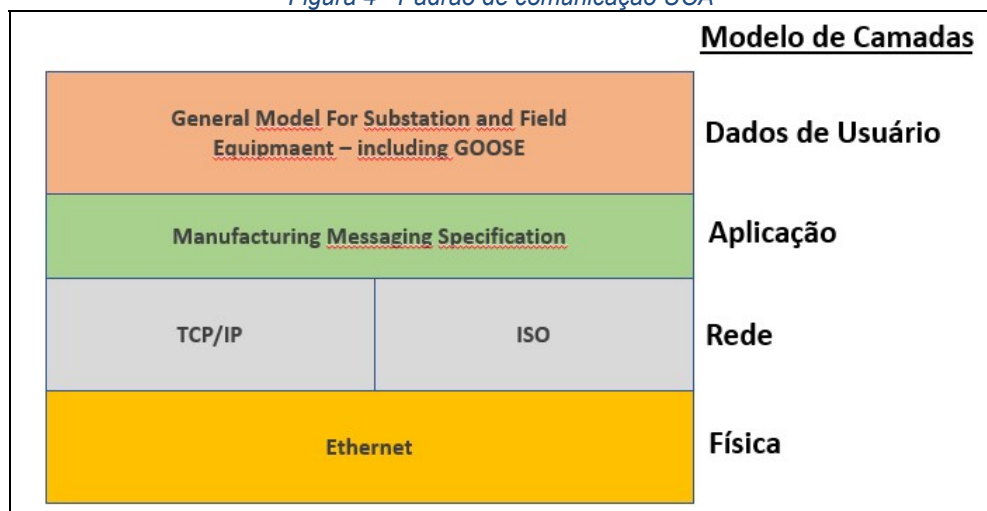 Figura 4 - Padrão de comunicação UCA
Modelo de Camadas
General Model For Substation and Field
Equipmaent – including GOOSE
Dados de Usuário
Manufacturing Messaging Specification
Aplicação
TCP/IP
ISO
Rede
Ethernet
Física